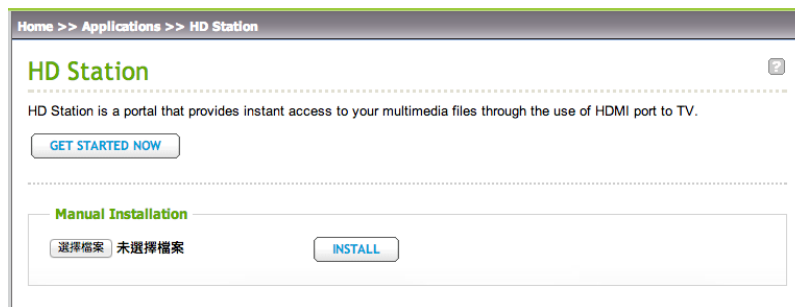 Home >> Applications >> HD Station
HD Station
?
HD Station is a portal that provides instant access to your multimedia files through the use of HDMI port to TV.
GET STARTED NOW
Manual Installation
選擇檔案 未選擇檔案 INSTALL